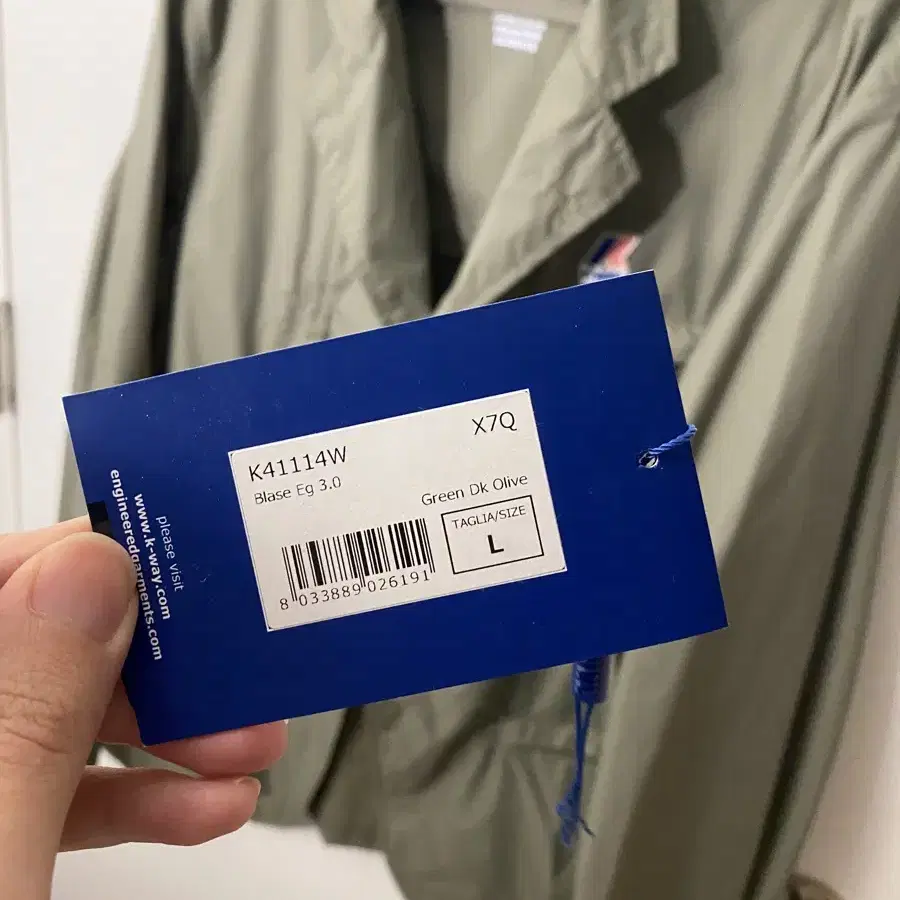 K41114W
X7Q
Blase Eg 3.0
Green Dk Olive
TAGLIA/SIZE
L
8 033889 026191
please visit
www.k-way.com
engineeredgarments.com